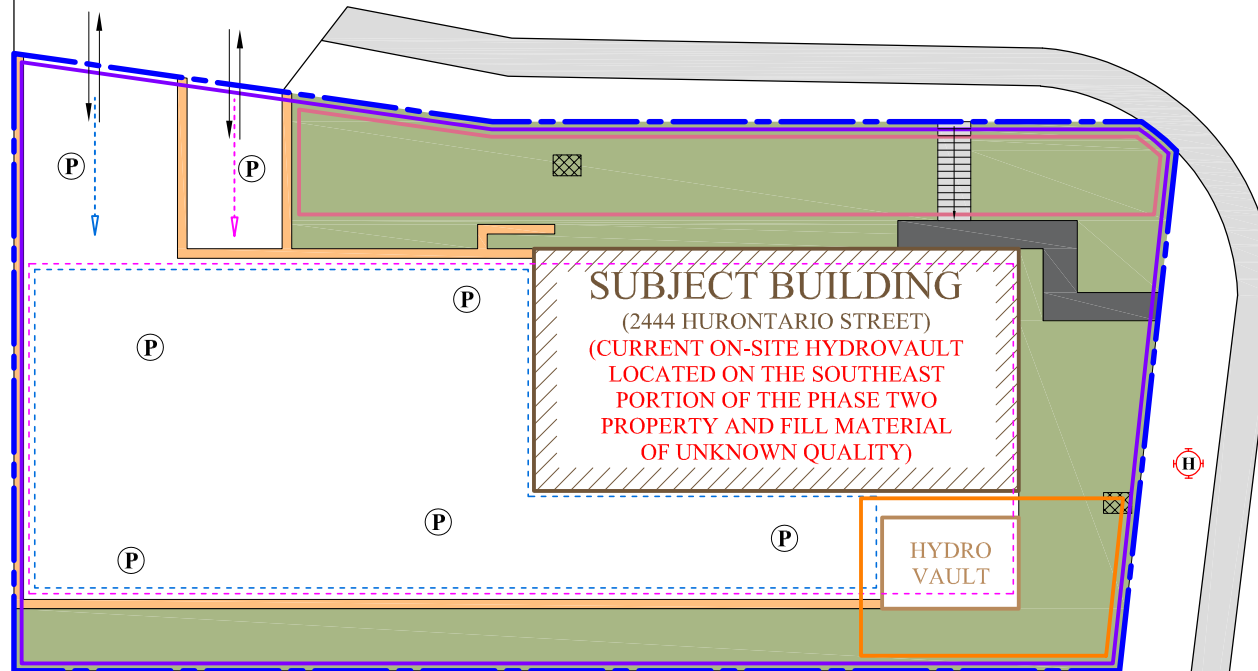 P
P
SUBJECT BUILDING
(2444 HURONTARIO STREET)
(CURRENT ON-SITE HYDROVAULT
LOCATED ON THE SOUTHEAST
PORTION OF THE PHASE TWO
PROPERTY AND FILL MATERIAL
OF UNKNOWN QUALITY)
P
P
H
P
P
P
HYDRO
VAULT